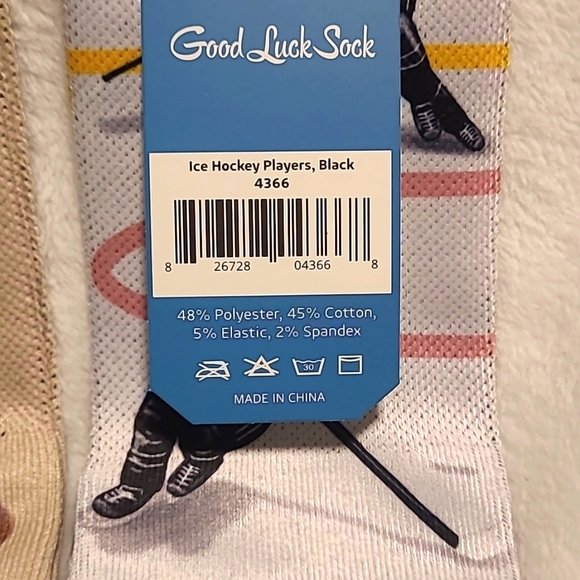 Good Luck Sock
Ice Hockey Players, Black
4366
8 26728 04366 8
48% Polyester, 45% Cotton,
5% Elastic, 2% Spandex
30
MADE IN CHINA